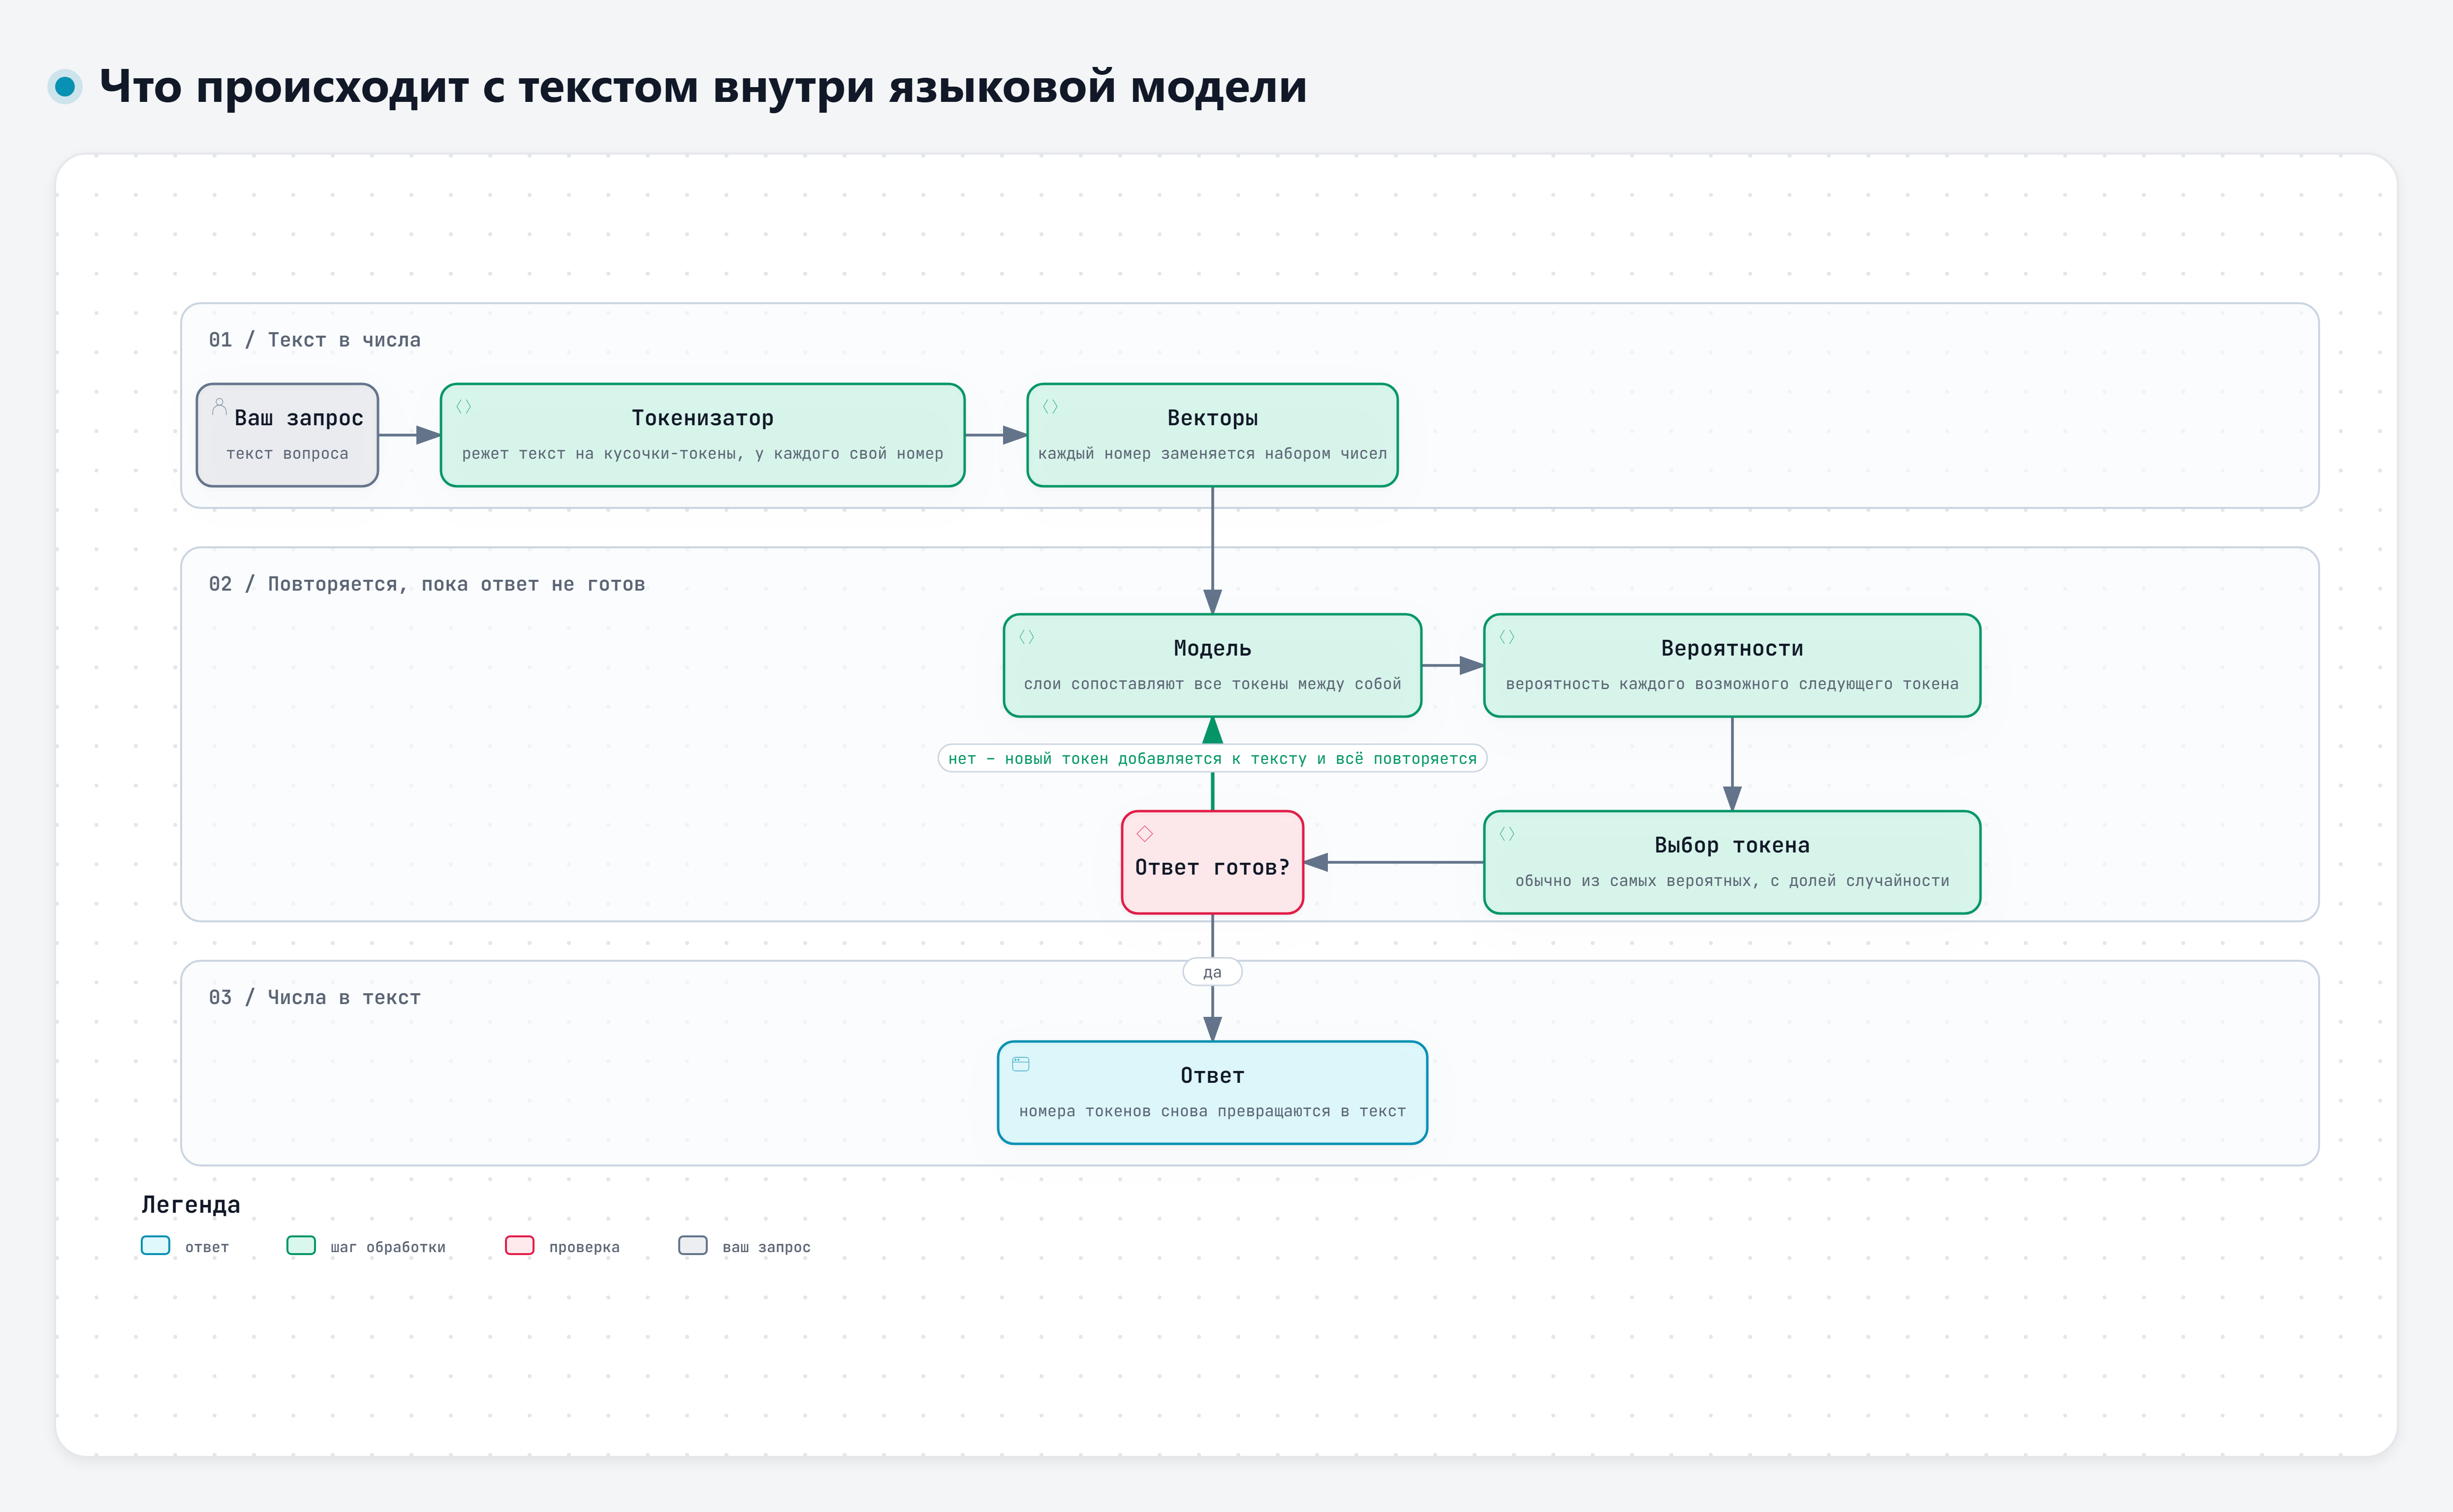 Что происходит с текстом внутри языковой модели
01 / Текст в числа
Ваш запрос
текст вопроса
Токенизатор
режет текст на кусочки-токены, у каждого свой номер
Векторы
каждый номер заменяется набором чисел
02 / Повторяется, пока ответ не готов
Модель
слои сопоставляют все токены между собой
Вероятности
вероятность каждого возможного следующего токена
нет – новый токен добавляется к тексту и всё повторяется
Ответ готов?
Выбор токена
обычно из самых вероятных, с долей случайности
да
03 / Числа в текст
Ответ
номера токенов снова превращаются в текст
Легенда
ответ
шаг обработки
проверка
ваш запрос